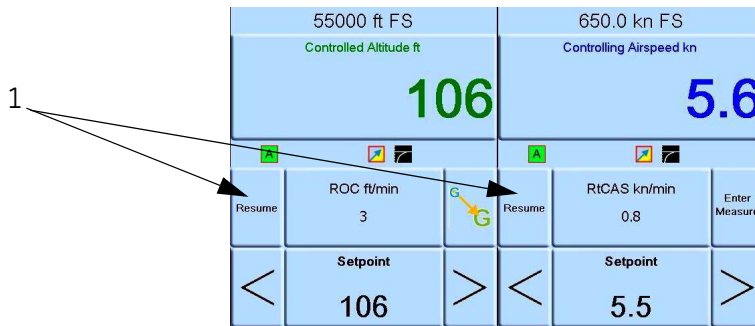 55000 ft FS
650.0 kn FS
Controlled Altitude ft
Controlling Airspeed kn
106
5.6
1
A
A
Resume
ROC ft/min
3
G
G
Resume
RtCAS kn/min
0.8
Enter
Measur
<
Setpoint
106
>
<
Setpoint
5.5
>